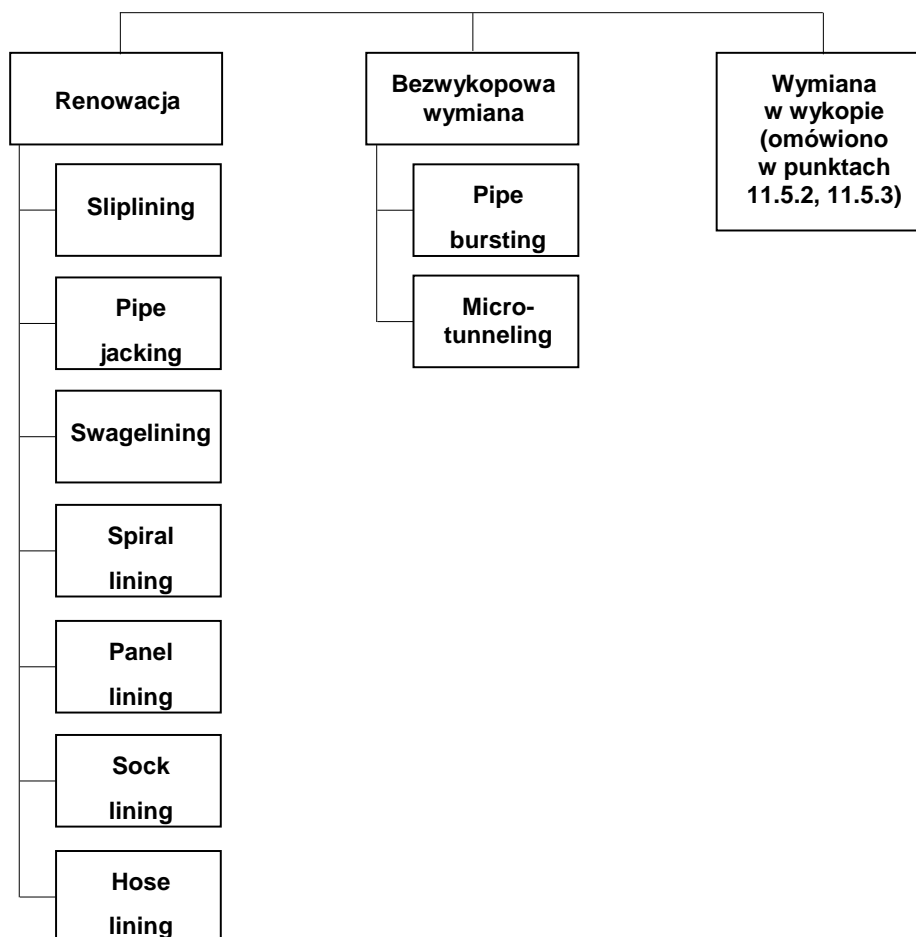 Renowacja
Sliplining
Pipe
jacking
Swagelining
Spiral
lining
Panel
lining
Sock
lining
Hose
lining
Bezwykopowa
wymiana
Pipe
bursting
Micro-
tunneling
Wymiana
w wykopie
(omówiono
w punktach
11.5.2, 11.5.3)